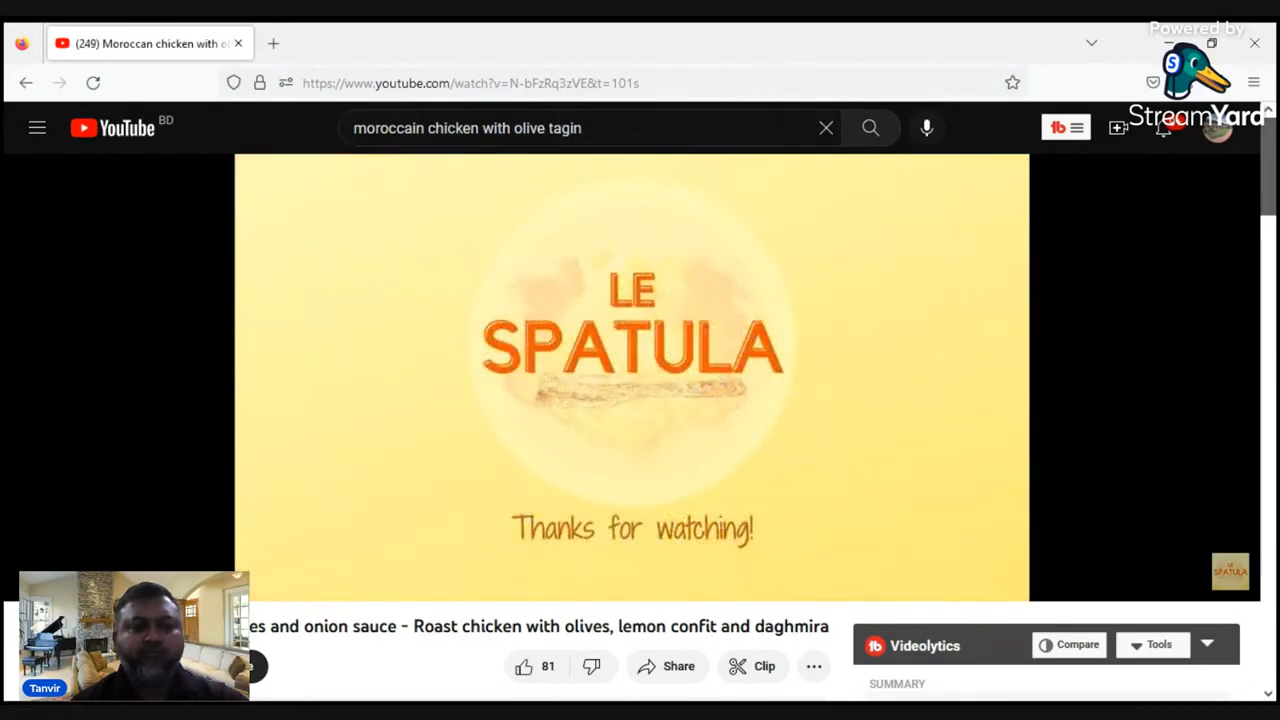 Powered by
StreamYard
(249) Moroccan chicken with ol
https://www.youtube.com/watch?v=N-bFzRq3zVE&t=101s
YouTube BD
moroccain chicken with olive tagin
LE
SPATULA
Thanks for watching!
LE
SPATULA
es and onion sauce - Roast chicken with olives, lemon confit and daghmira
81
Share
Clip
Videolytics
Compare
Tools
SUMMARY
Tanvir